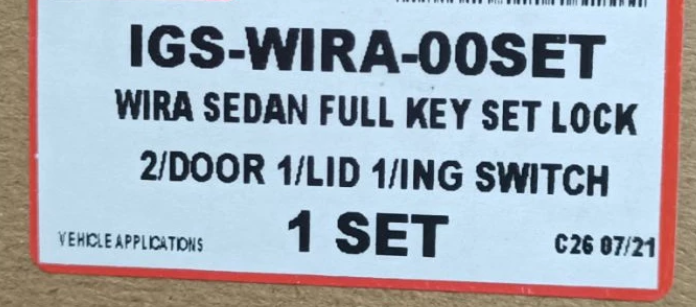 IGS-WIRA-00SET
WIRA SEDAN FULL KEY SET LOCK
2/DOOR 1/LID 1/ING SWITCH
1 SET
VEHICLE APPLICATIONS
C26 07/21